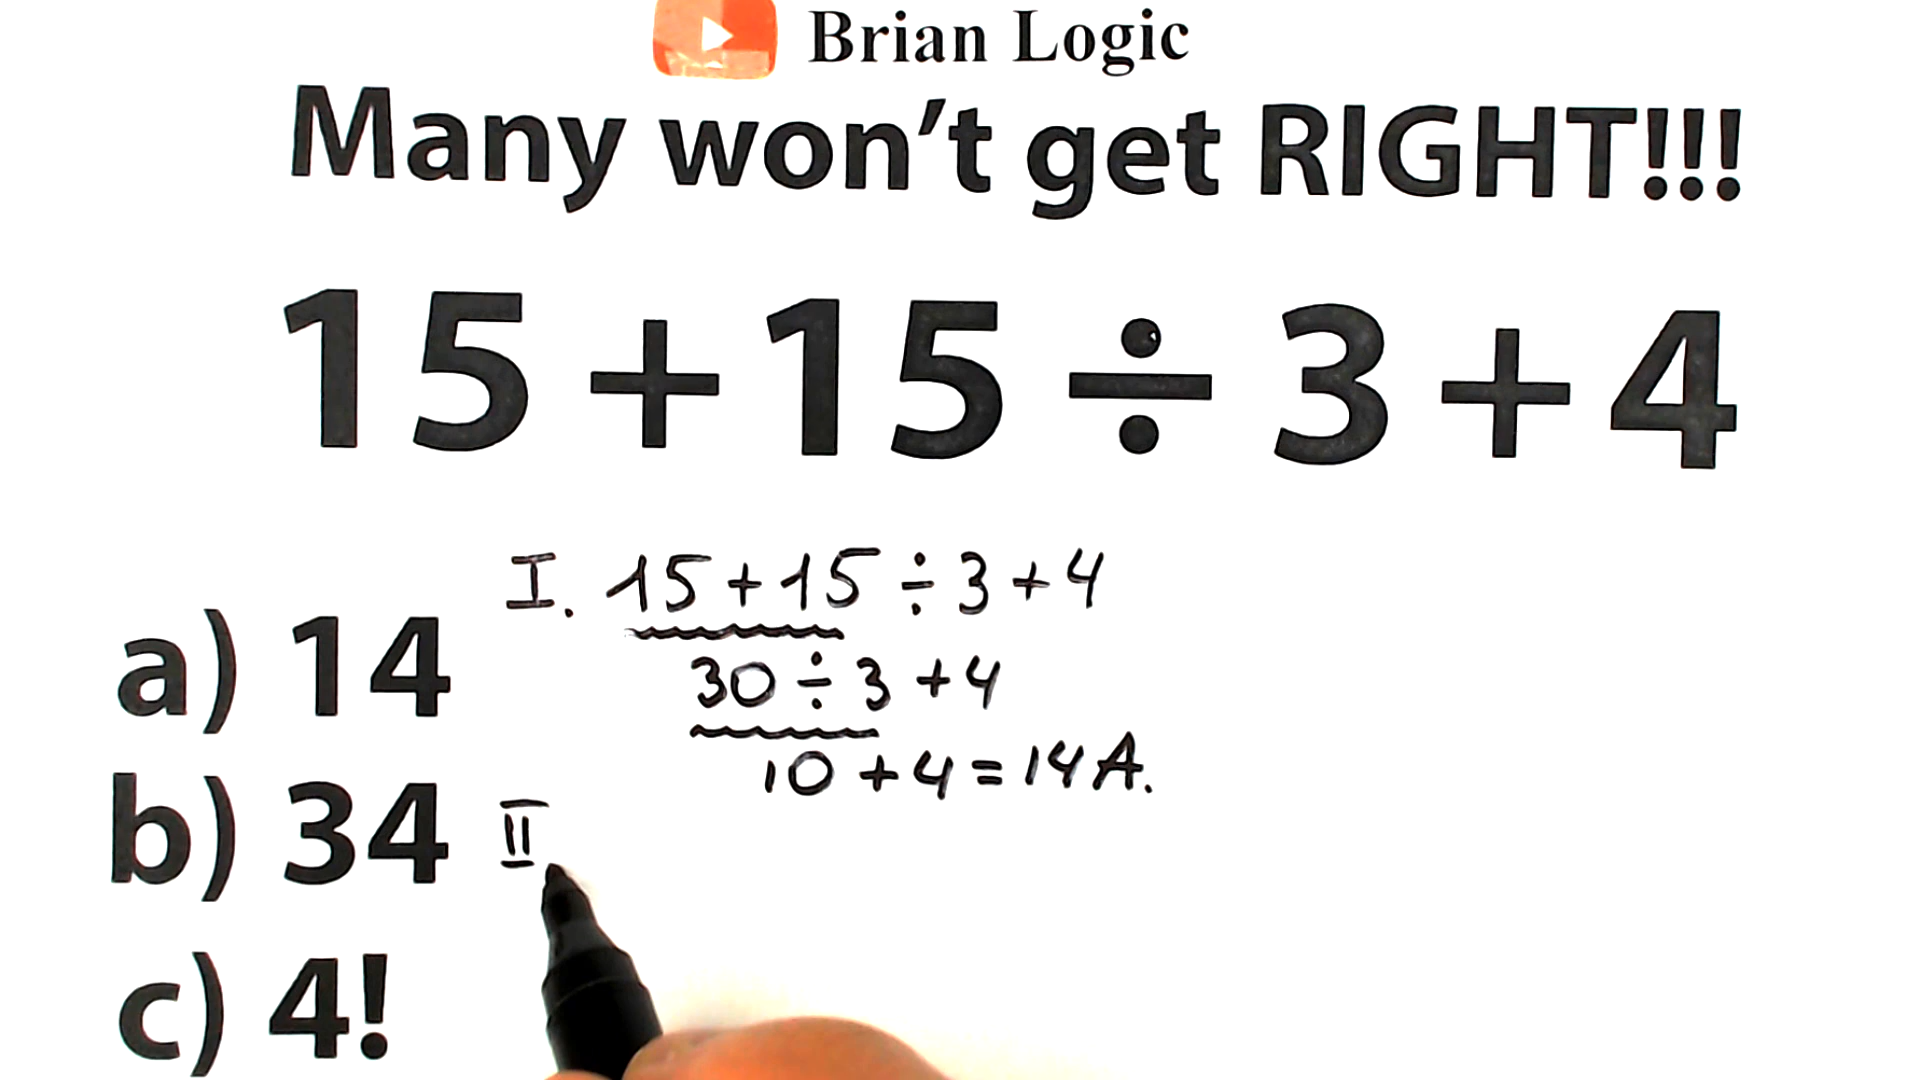 Brian Logic
Many won't get RIGHT!!!
15+15÷3+4
I. 15+15÷3+4
30÷3+4
10+4=14A.
a) 14
b) 34
II
c) 4!